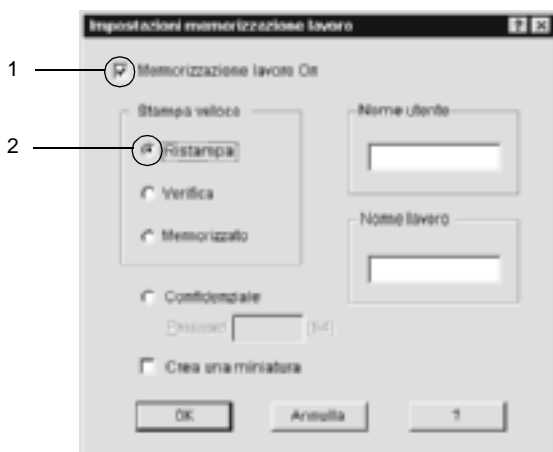 Impostazioni memorizzazione lavoro ? X
1
Memorizzazione lavoro On
Stampa veloce
2
Ristampa
Verifica
Memorizzato
Nome utente
Nome lavoro
Confidenziale
Password
Crea una miniatura
OK Annulla ?